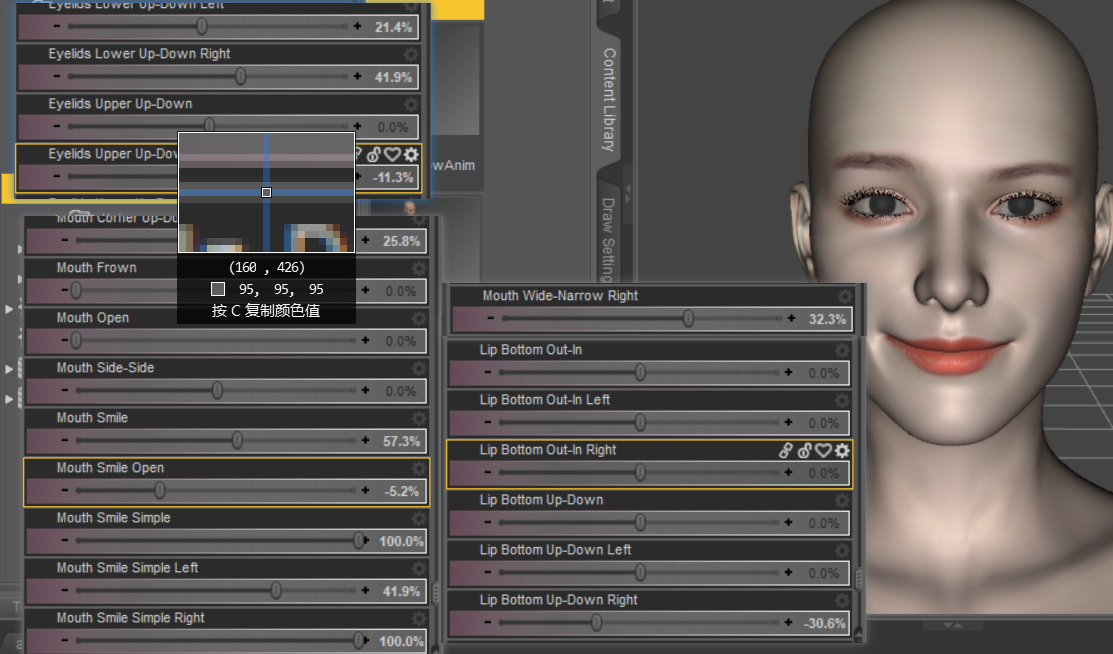 Eyelids Lower Up-Down Left
21.4%
Eyelids Lower Up-Down Right
41.9%
Eyelids Upper Up-Down
0.0%
Eyelids Upper Up-Dow
-11.3%
Mouth Corner Up-Do
25.8%
Mouth Frown
0.0%
Mouth Open
0.0%
Mouth Side-Side
0.0%
Mouth Smile
57.3%
Mouth Smile Open
-5.2%
Mouth Smile Simple
100.0%
Mouth Smile Simple Left
41.9%
Mouth Smile Simple Right
100.0%
(160 , 426)
95, 95, 95
按 C 复制颜色值
wAnim
Mouth Wide-Narrow Right
32.3%
Lip Bottom Out-In
0.0%
Lip Bottom Out-In Left
0.0%
Lip Bottom Out-In Right
0.0%
Lip Bottom Up-Down
0.0%
Lip Bottom Up-Down Left
0.0%
Lip Bottom Up-Down Right
-30.6%
Content Library
Draw Setting